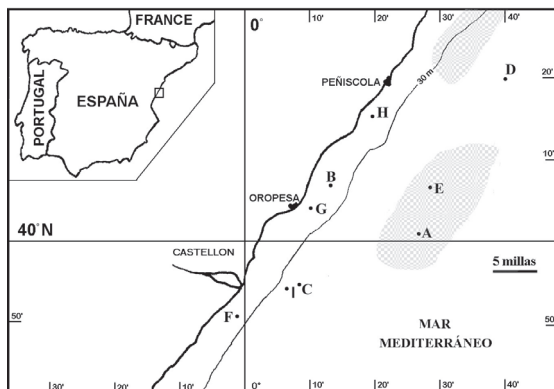 FRANCE
0° 10' 20' 30' 40'
PORTUGAL
ESPAÑA
PEÑISCOLA
30 m
D
20'
H
10'
B
E
OROPESA
G
A
40°N
CASTELLON
5 millas
I C
F
50' 50'
MAR
MEDITERRÁNEO
30' 20' 10' 0° 10' 20' 30' 40'